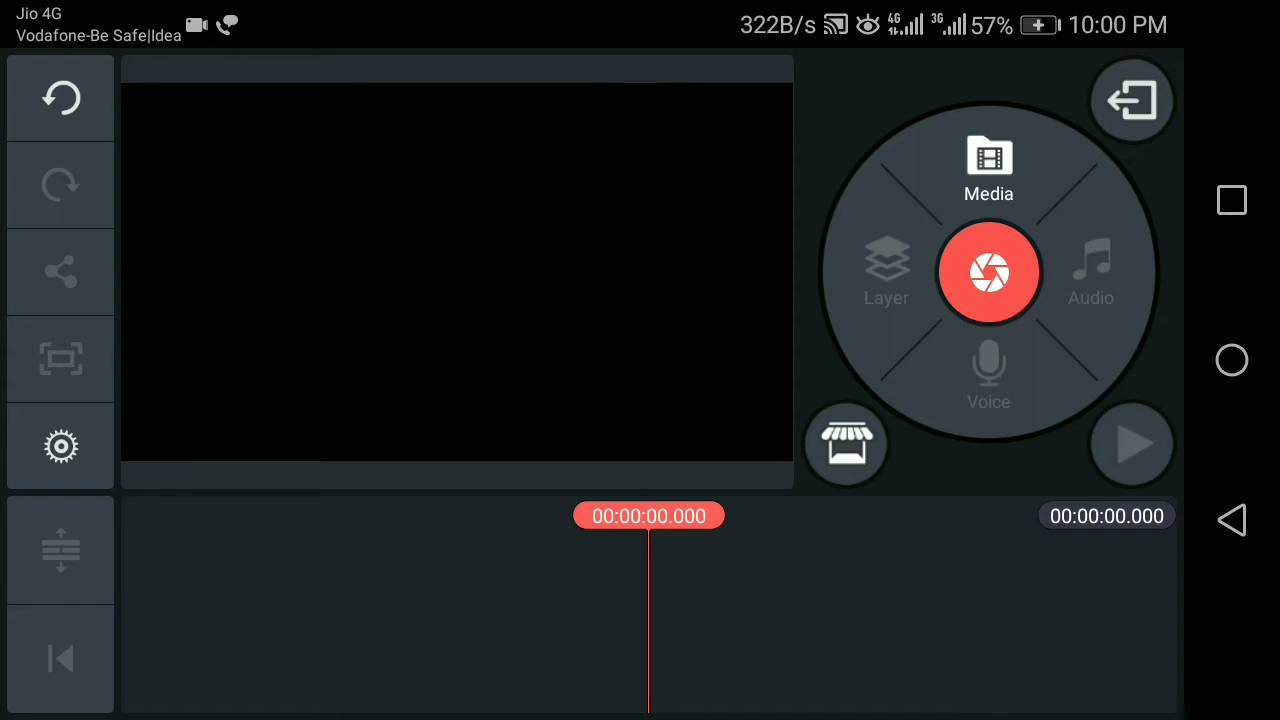 Jio 4G
Vodafone-Be Safe|Idea
322B/s 4G 3G 57% 10:00 PM
Media
Layer
Audio
Voice
00:00:00.000
00:00:00.000